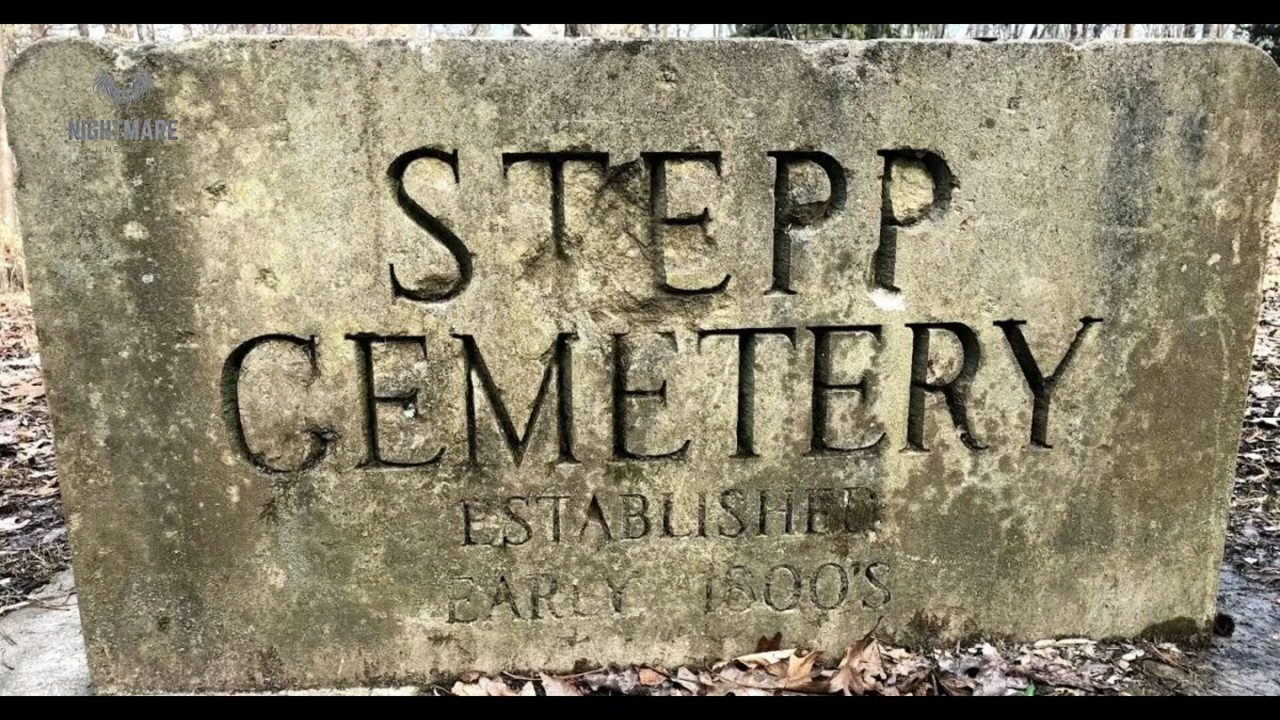 NIGHTMARE
STEPP
CEMETERY
ESTABLISHED
EARLY 1800'S